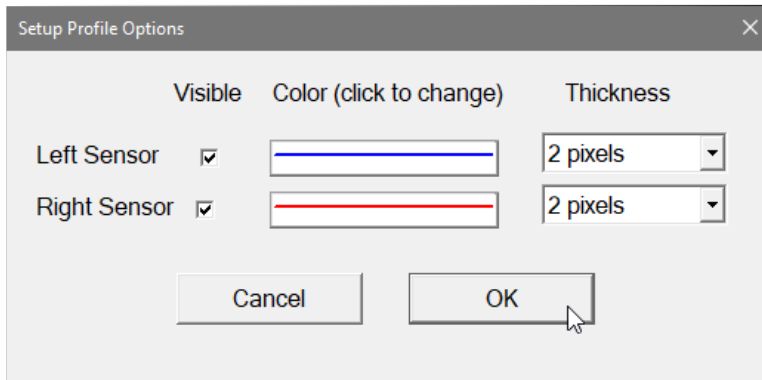 Setup Profile Options
Visible Color (click to change) Thickness
Left Sensor 2 pixels
Right Sensor 2 pixels
Cancel OK